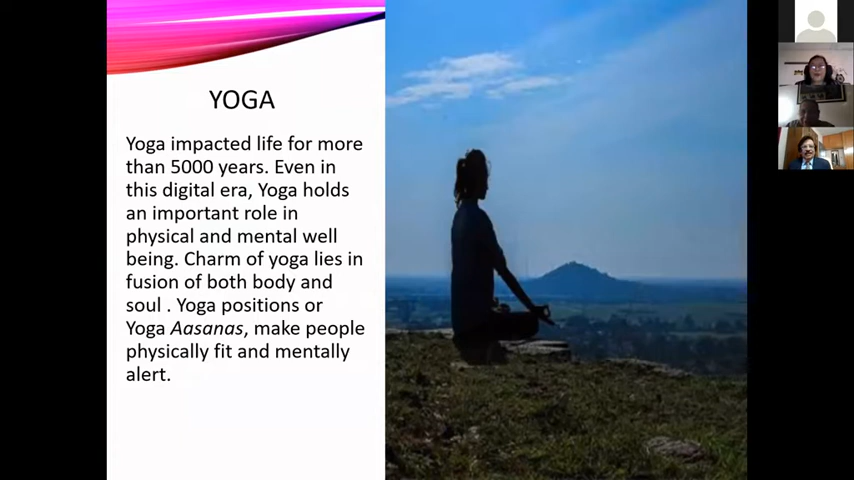 YOGA
Yoga impacted life for more
than 5000 years. Even in
this digital era, Yoga holds
an important role in
physical and mental well
being. Charm of yoga lies in
fusion of both body and
soul . Yoga positions or
Yoga Aasanas, make people
physically fit and mentally
alert.